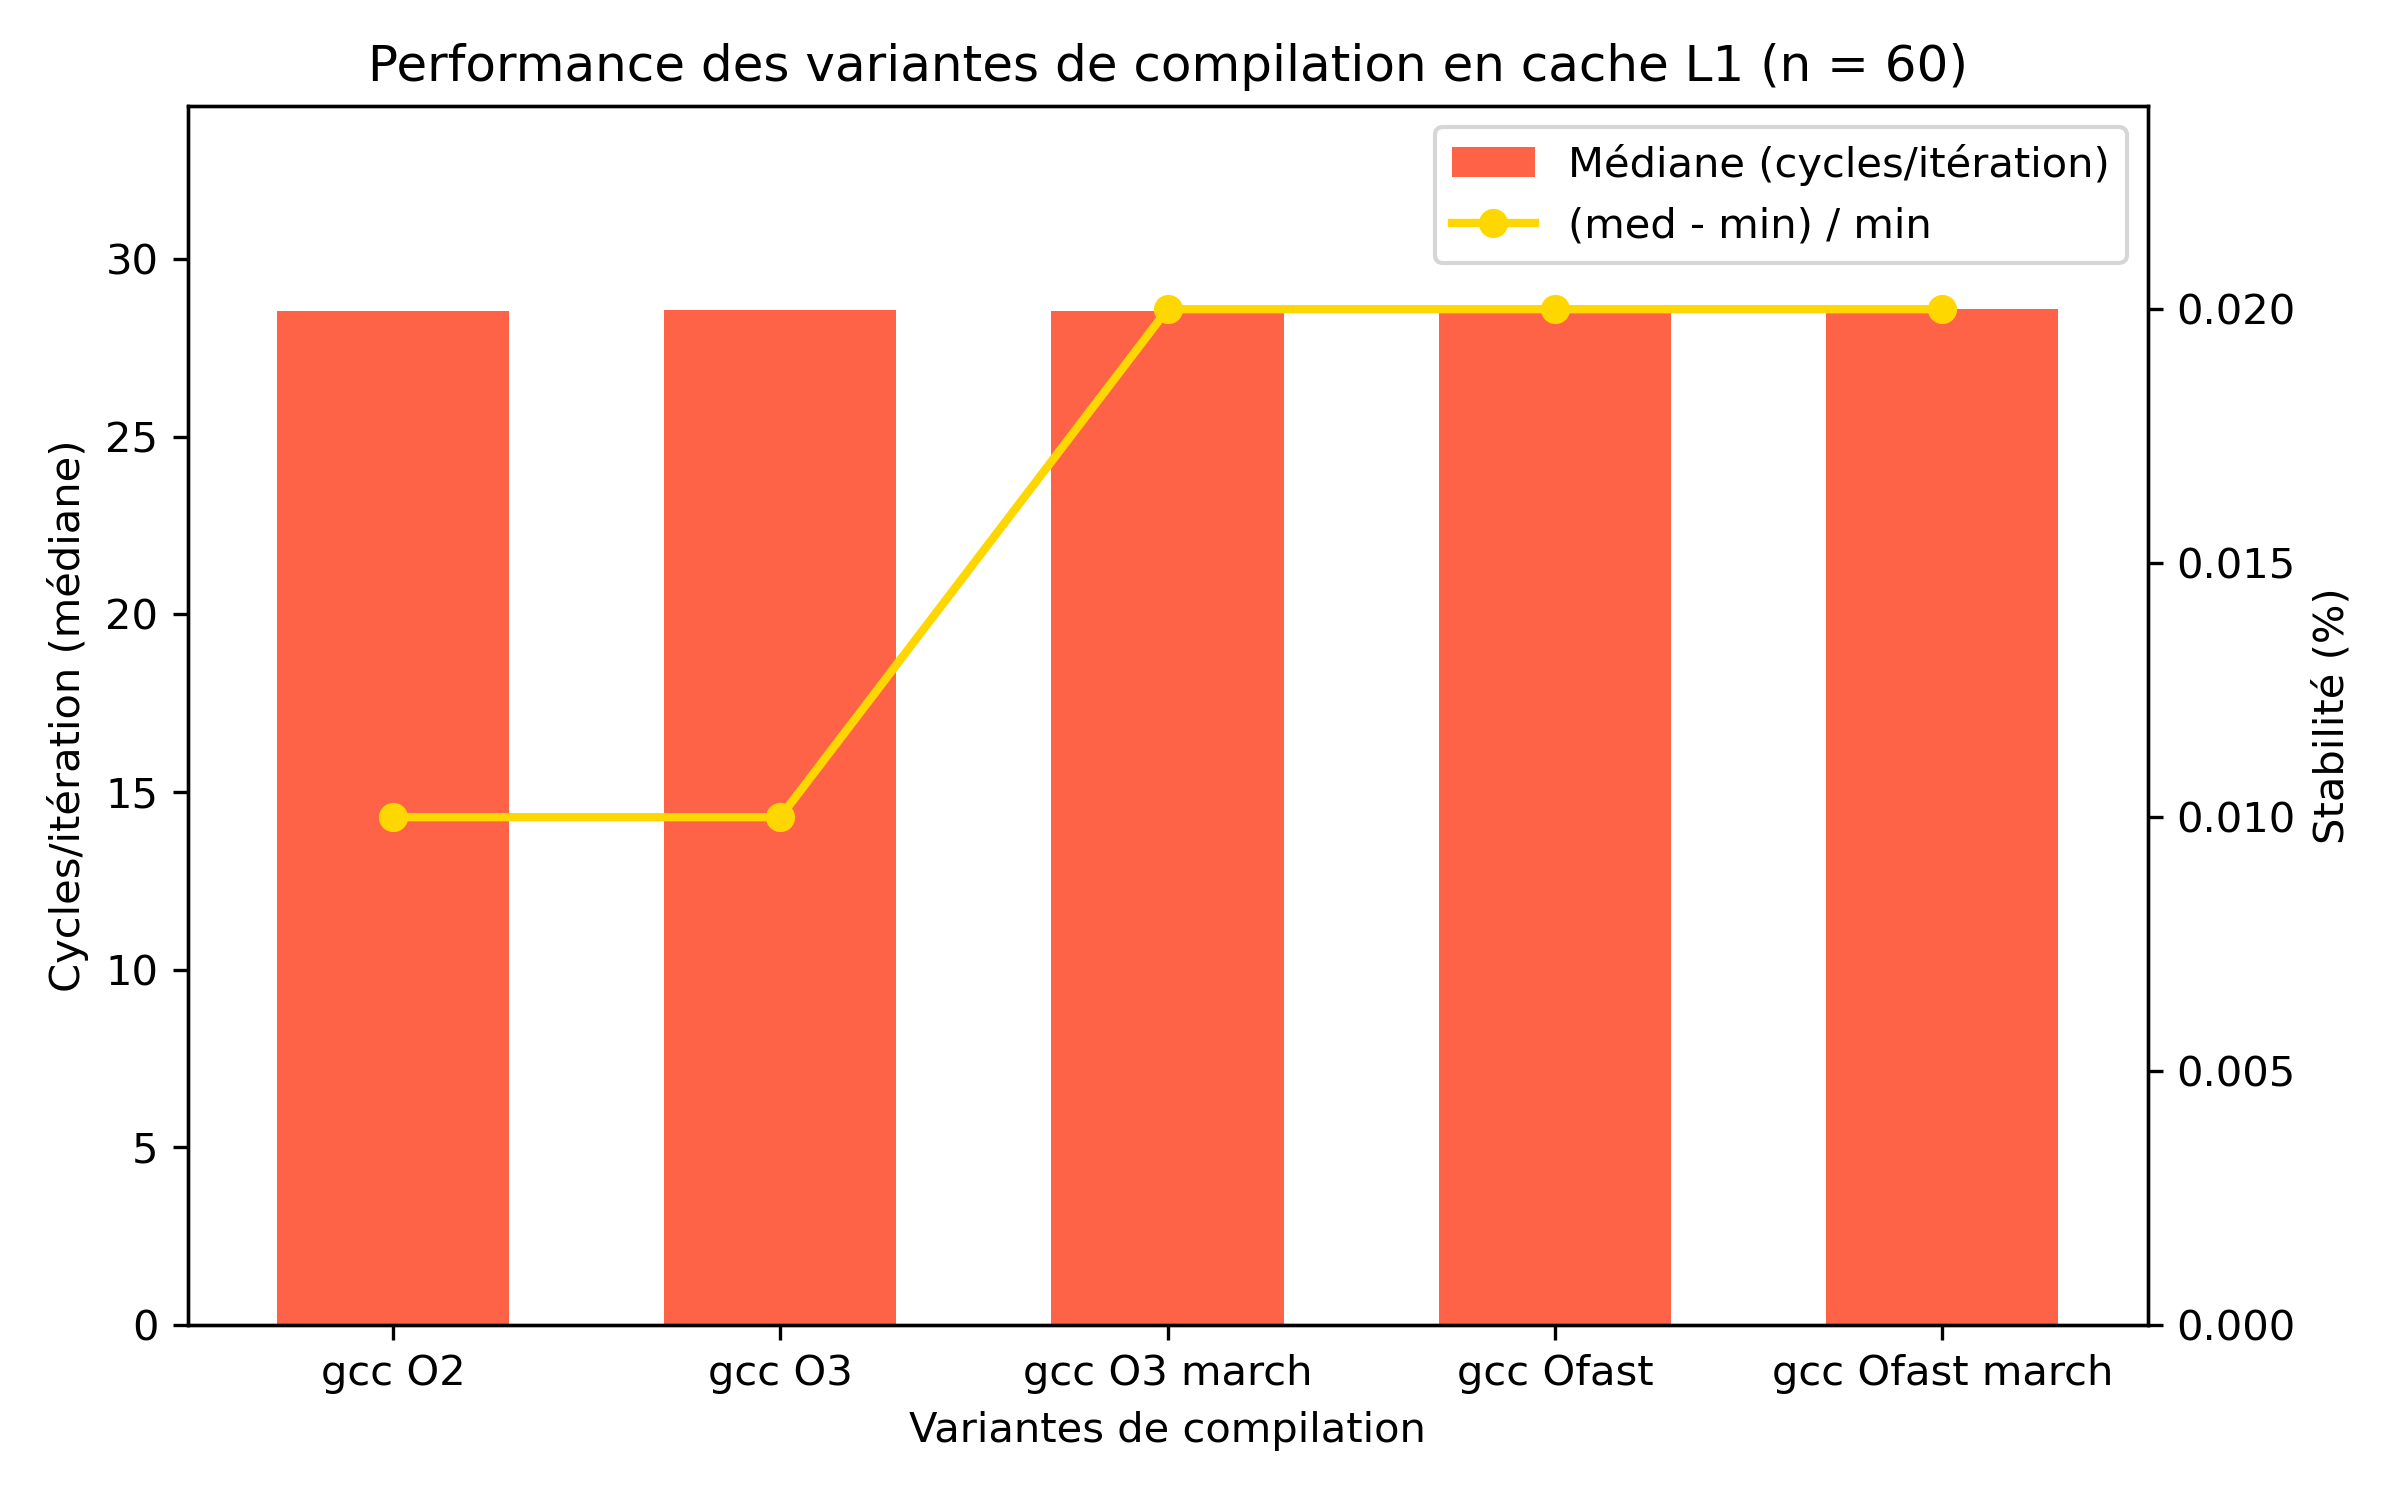 Performance des variantes de compilation en cache L1 (n = 60)
Médiane (cycles/itération)
(med - min) / min
Cycles/itération (médiane)
30
25
20
15
10
5
0
0.020
0.015
0.010
0.005
0.000
Stabilité (%)
gcc O2
gcc O3
gcc O3 march
gcc Ofast
gcc Ofast march
Variantes de compilation